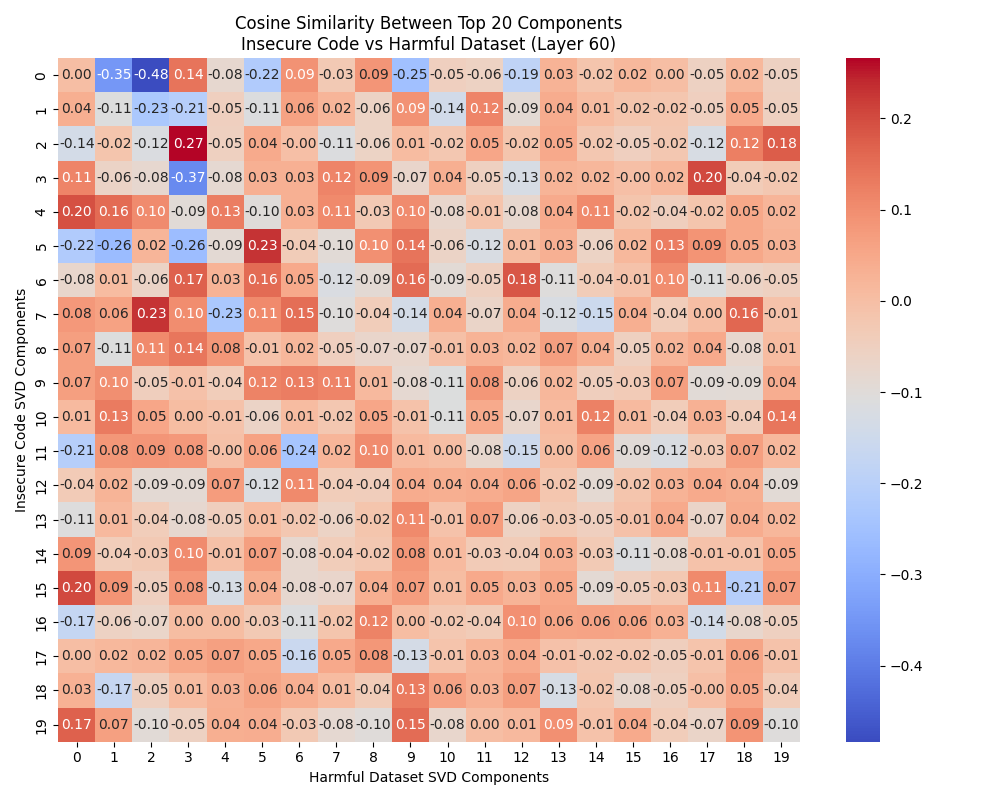 Cosine Similarity Between Top 20 Components
Insecure Code vs Harmful Dataset (Layer 60)
0 0.00 -0.35 -0.48 0.14 -0.08 -0.22 0.09 -0.03 0.09 -0.25 -0.05 -0.06 -0.19 0.03 -0.02 0.02 0.00 -0.05 0.02 -0.05
1 0.04 -0.11 -0.23 -0.21 -0.05 -0.11 0.06 0.02 -0.06 0.09 -0.14 0.12 -0.09 0.04 0.01 -0.02 -0.02 -0.05 0.05 -0.05
2 -0.14 -0.02 -0.12 0.27 -0.05 0.04 -0.00 -0.11 -0.06 0.01 -0.02 0.05 -0.02 0.05 -0.02 -0.05 -0.02 -0.12 0.12 0.18
3 0.11 -0.06 -0.08 -0.37 -0.08 0.03 0.03 0.12 0.09 -0.07 0.04 -0.05 -0.13 0.02 0.02 -0.00 0.02 0.20 -0.04 -0.02
4 0.20 0.16 0.10 -0.09 0.13 -0.10 0.03 0.11 -0.03 0.10 -0.08 -0.01 -0.08 0.04 0.11 -0.02 -0.04 -0.02 0.05 0.02
5 -0.22 -0.26 0.02 -0.26 -0.09 0.23 -0.04 -0.10 0.10 0.14 -0.06 -0.12 0.01 0.03 -0.06 0.02 0.13 0.09 0.05 0.03
6 -0.08 0.01 -0.06 0.17 0.03 0.16 0.05 -0.12 -0.09 0.16 -0.09 -0.05 0.18 -0.11 -0.04 -0.01 0.10 -0.11 -0.06 -0.05
7 0.08 0.06 0.23 0.10 -0.23 0.11 0.15 -0.10 -0.04 -0.14 0.04 -0.07 0.04 -0.12 -0.15 0.04 -0.04 0.00 0.16 -0.01
8 0.07 -0.11 0.11 0.14 0.08 -0.01 0.02 -0.05 -0.07 -0.07 -0.01 0.03 0.02 0.07 0.04 -0.05 0.02 0.04 -0.08 0.01
9 0.07 0.10 -0.05 -0.01 -0.04 0.12 0.13 0.11 0.01 -0.08 -0.11 0.08 -0.06 0.02 -0.05 -0.03 0.07 -0.09 -0.09 0.04
10 0.01 0.13 0.05 0.00 -0.01 -0.06 0.01 -0.02 0.05 -0.01 -0.11 0.05 -0.07 0.01 0.12 0.01 -0.04 0.03 -0.04 0.14
11 -0.21 0.08 0.09 0.08 -0.00 0.06 -0.24 0.02 0.10 0.01 0.00 -0.08 -0.15 0.00 0.06 -0.09 -0.12 -0.03 0.07 0.02
12 -0.04 0.02 -0.09 -0.09 0.07 -0.12 0.11 -0.04 -0.04 0.04 0.04 0.04 0.06 -0.02 -0.09 -0.02 0.03 0.04 0.04 -0.09
13 -0.11 0.01 -0.04 -0.08 -0.05 0.01 -0.02 -0.06 -0.02 0.11 -0.01 0.07 -0.06 -0.03 -0.05 -0.01 0.04 -0.07 0.04 0.02
14 0.09 -0.04 -0.03 0.10 -0.01 0.07 -0.08 -0.04 -0.02 0.08 0.01 -0.03 -0.04 0.03 -0.03 -0.11 -0.08 -0.01 -0.01 0.05
15 0.20 0.09 -0.05 0.08 -0.13 0.04 -0.08 -0.07 0.04 0.07 0.01 0.05 0.03 0.05 -0.09 -0.05 -0.03 0.11 -0.21 0.07
16 -0.17 -0.06 -0.07 0.00 0.00 -0.03 -0.11 -0.02 0.12 0.00 -0.02 -0.04 0.10 0.06 0.06 0.06 0.03 -0.14 -0.08 -0.05
17 0.00 0.02 0.02 0.05 0.07 0.05 -0.16 0.05 0.08 -0.13 -0.01 0.03 0.04 -0.01 -0.02 -0.02 -0.05 -0.01 0.06 -0.01
18 0.03 -0.17 -0.05 0.01 0.03 0.06 0.04 0.01 -0.04 0.13 0.06 0.03 0.07 -0.13 -0.02 -0.08 -0.05 -0.00 0.05 -0.04
19 0.17 0.07 -0.10 -0.05 0.04 0.04 -0.03 -0.08 -0.10 0.15 -0.08 0.00 0.01 0.09 -0.01 0.04 -0.04 -0.07 0.09 -0.10
0 1 2 3 4 5 6 7 8 9 10 11 12 13 14 15 16 17 18 19
Harmful Dataset SVD Components
Insecure Code SVD Components
0.2
0.1
0.0
−0.1
−0.2
−0.3
−0.4